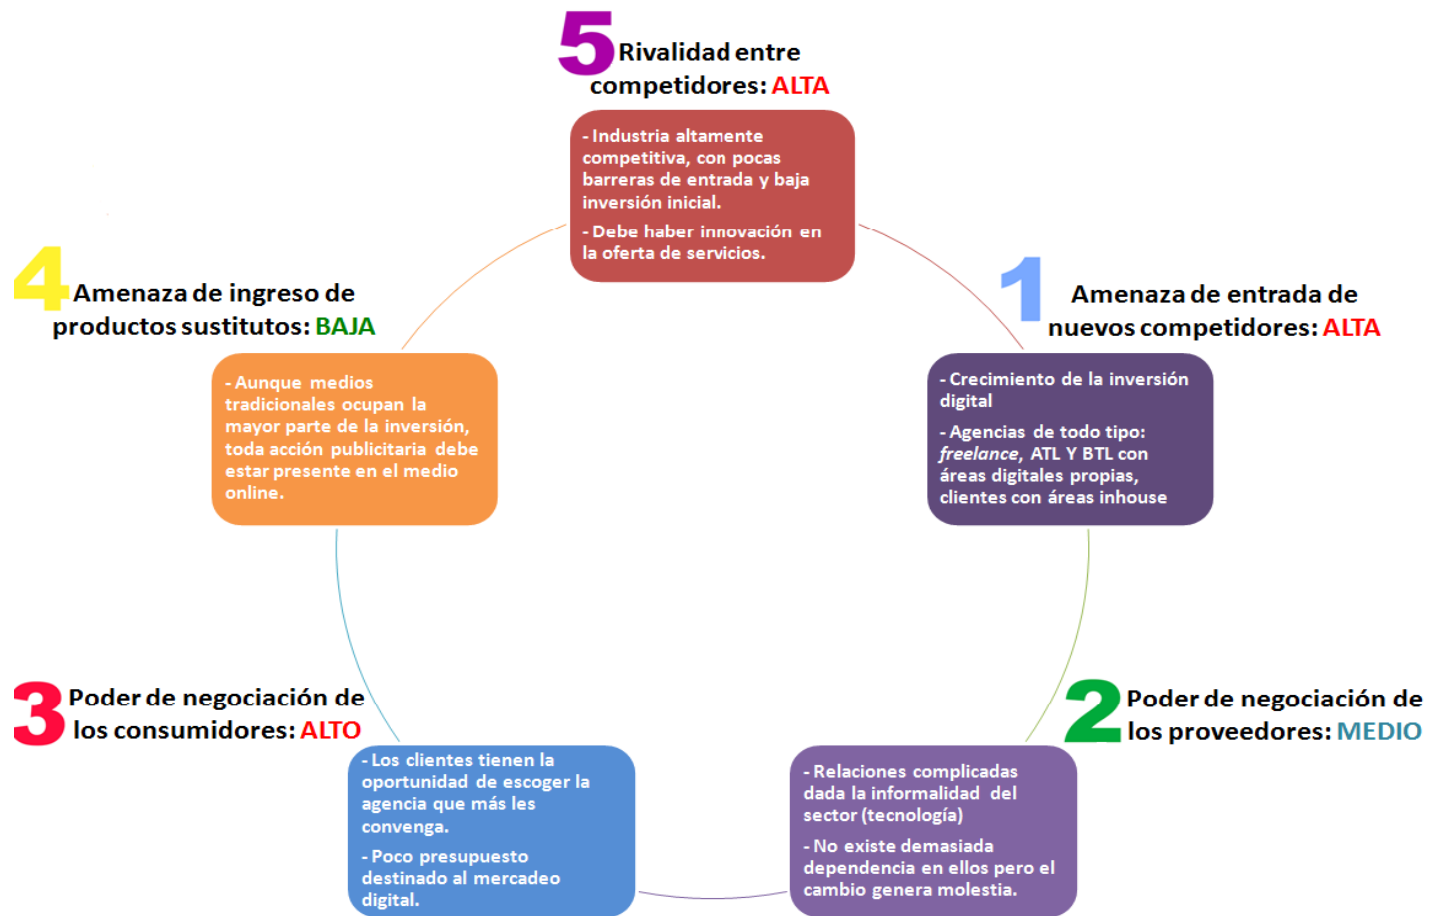 5 Rivalidad entre
competidores: ALTA
- Industria altamente
competitiva, con pocas
barreras de entrada y baja
inversión inicial.
- Debe haber innovación en
la oferta de servicios.
1 Amenaza de entrada de
nuevos competidores: ALTA
- Crecimiento de la inversión
digital
- Agencias de todo tipo:
freelance, ATL Y BTL con
áreas digitales propias,
clientes con áreas inhouse
2 Poder de negociación de
los proveedores: MEDIO
- Relaciones complicadas
dada la informalidad del
sector (tecnología)
- No existe demasiada
dependencia en ellos pero el
cambio genera molestia.
3 Poder de negociación de
los consumidores: ALTO
- Los clientes tienen la
oportunidad de escoger la
agencia que más les
convenga.
- Poco presupuesto
destinado al mercadeo
digital.
4 Amenaza de ingreso de
productos sustitutos: BAJA
- Aunque medios
tradicionales ocupan la
mayor parte de la inversión,
toda acción publicitaria debe
estar presente en el medio
online.